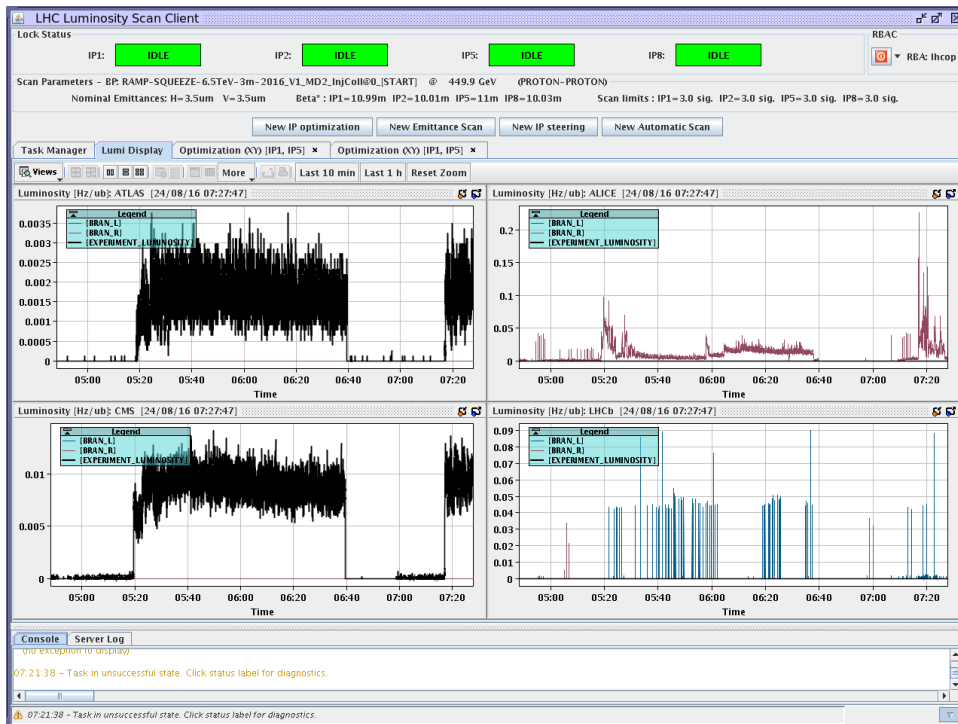 LHC Luminosity Scan Client
Lock Status
RBAC
IP1: IDLE IP2: IDLE IP5: IDLE IP8: IDLE
RBA: lhcop
Scan Parameters - BP: RAMP-SQUEEZE-6.5TeV-3m-2016_V1_MD2_InjColl@0_[START] @ 449.9 GeV (PROTON-PROTON)
Nominal Emittances: H=3.5um V=3.5um Beta* : IP1=10.99m IP2=10.01m IP5=11m IP8=10.03m Scan limits : IP1=3.0 sig. IP2=3.0 sig. IP5=3.0 sig. IP8=3.0 sig.
New IP optimization New Emittance Scan New IP steering New Automatic Scan
Task Manager Lumi Display Optimization (XY) [IP1, IP5] × Optimization (XY) [IP1, IP5] ×
Views More Last 10 min Last 1 h Reset Zoom
Luminosity [Hz/ub]: ATLAS [24/08/16 07:27:47]
Legend
[BRAN_L]
[BRAN_R]
[EXPERIMENT_LUMINOSITY]
0.0035
0.003
0.0025
0.002
0.0015
0.001
0.0005
0
05:00 05:20 05:40 06:00 06:20 06:40 07:00 07:20
Time
Luminosity [Hz/ub]: ALICE [24/08/16 07:27:47]
Legend
[BRAN_L]
[BRAN_R]
[EXPERIMENT_LUMINOSITY]
0.2
0.15
0.1
0.05
0
05:00 05:20 05:40 06:00 06:20 06:40 07:00 07:20
Time
Luminosity [Hz/ub]: CMS [24/08/16 07:27:47]
Legend
[BRAN_L]
[BRAN_R]
[EXPERIMENT_LUMINOSITY]
0.01
0.005
0
05:00 05:20 05:40 06:00 06:20 06:40 07:00 07:20
Time
Luminosity [Hz/ub]: LHCb [24/08/16 07:27:47]
Legend
[BRAN_L]
[BRAN_R]
[EXPERIMENT_LUMINOSITY]
0.09
0.08
0.07
0.06
0.05
0.04
0.03
0.02
0.01
0
05:00 05:20 05:40 06:00 06:20 06:40 07:00 07:20
Time
Console Server Log
(no exception to display)
07:21:38 - Task in unsuccessful state. Click status label for diagnostics.
07:21:38 - Task in unsuccessful state. Click status label for diagnostics.